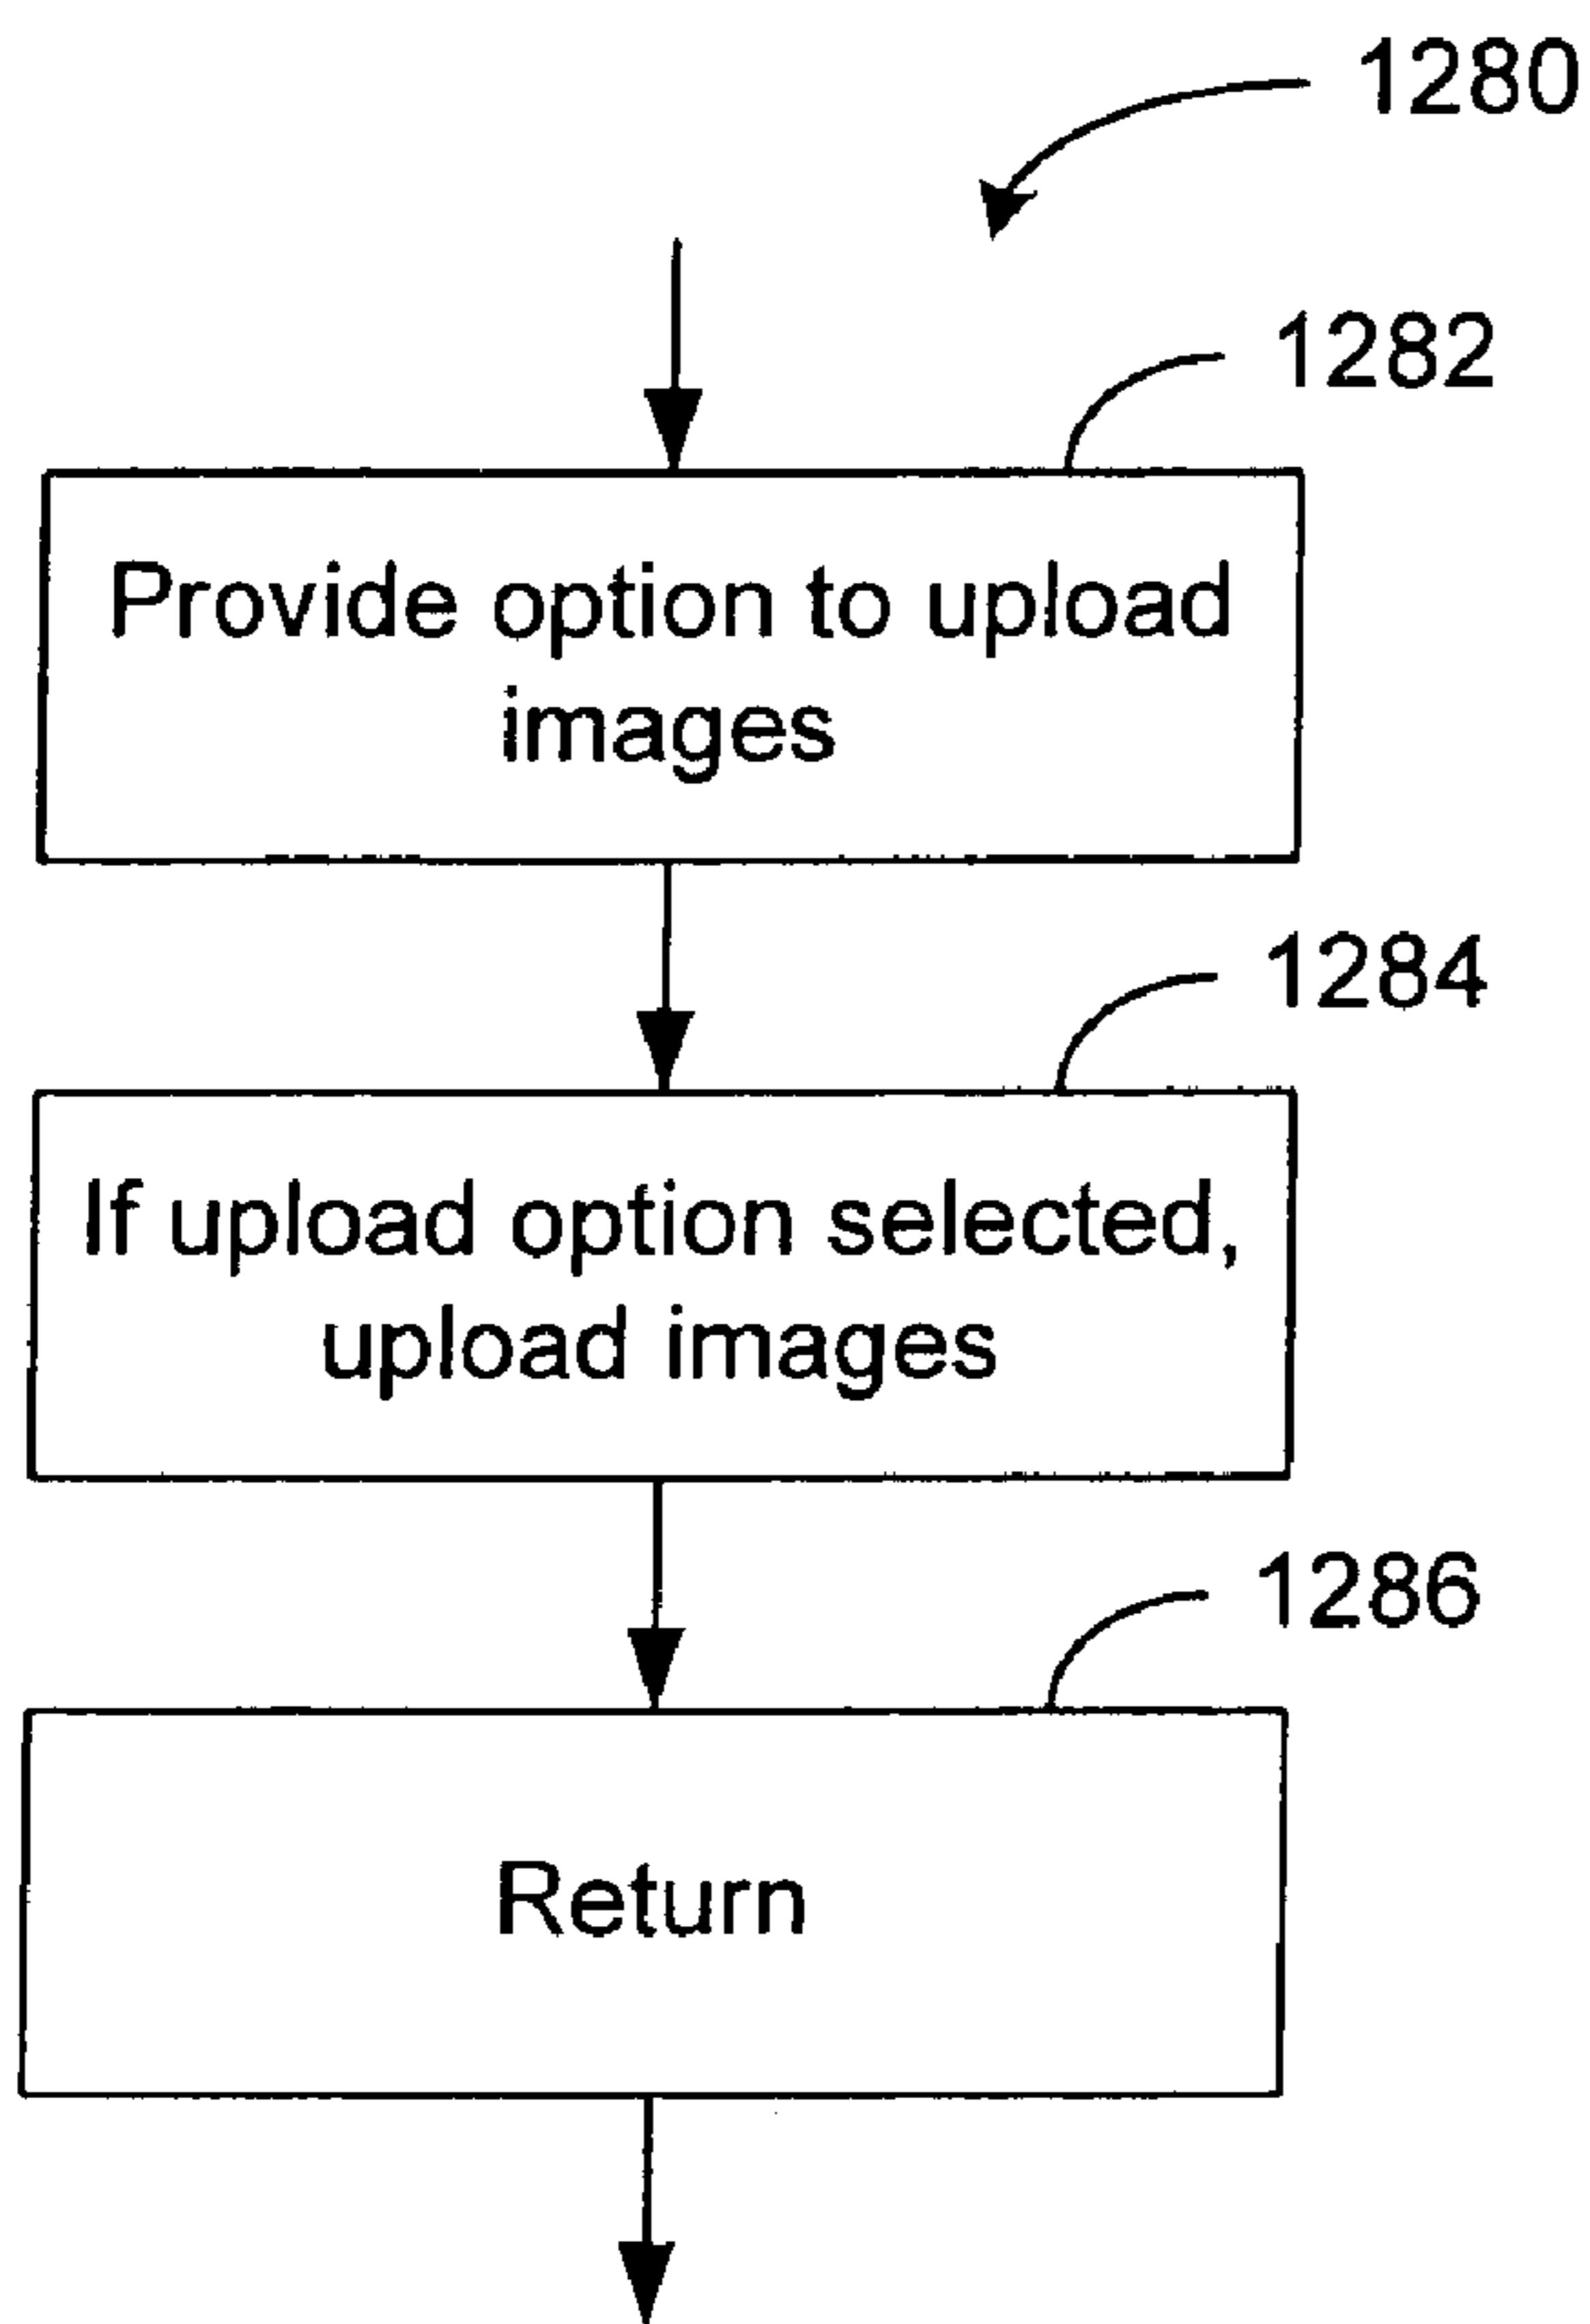 1280
1282
Provide option to upload
images
1284
If upload option selected,
upload images
1286
Return